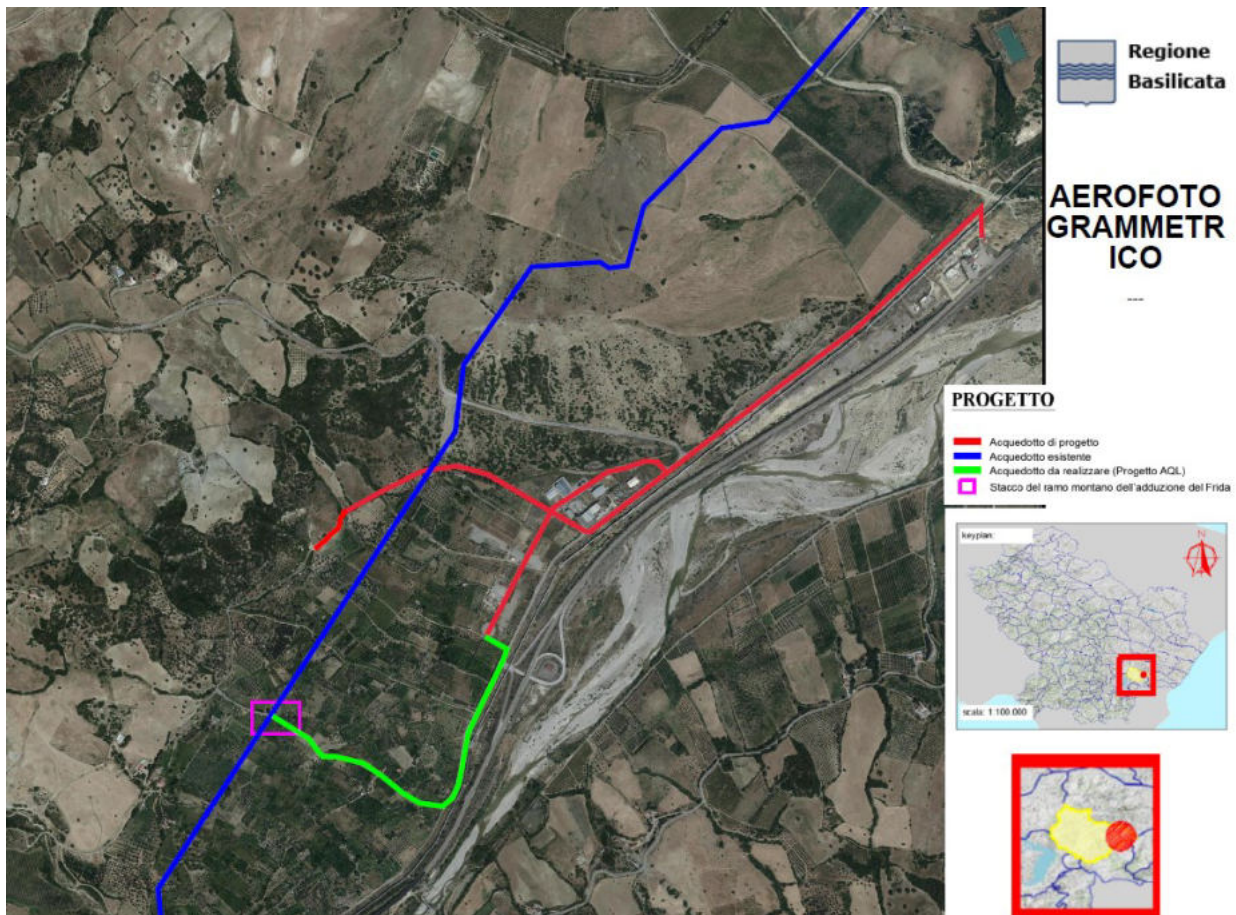 Regione
Basilicata
AEROFOTO
GRAMMETR
ICO
---
PROGETTO
Acquedotto di progetto
Acquedotto esistente
Acquedotto da realizzare (Progetto AQL)
Stacco del ramo montano dell'adduzione del Frida
keyplan:
N
scala: 1:100.000